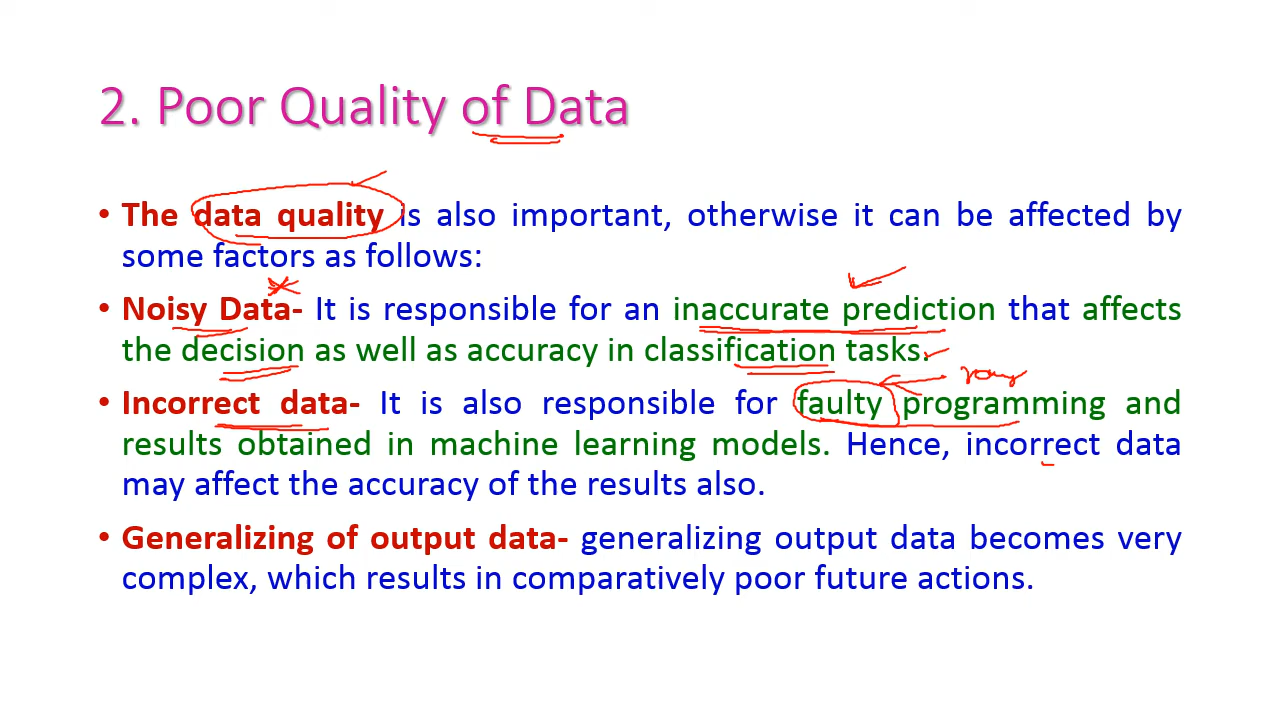 2. Poor Quality of Data
• The data quality is also important, otherwise it can be affected by
some factors as follows:
• Noisy Data- It is responsible for an inaccurate prediction that affects
the decision as well as accuracy in classification tasks.
• Incorrect data- It is also responsible for faulty programming and
results obtained in machine learning models. Hence, incorrect data
may affect the accuracy of the results also.
• Generalizing of output data- generalizing output data becomes very
complex, which results in comparatively poor future actions.